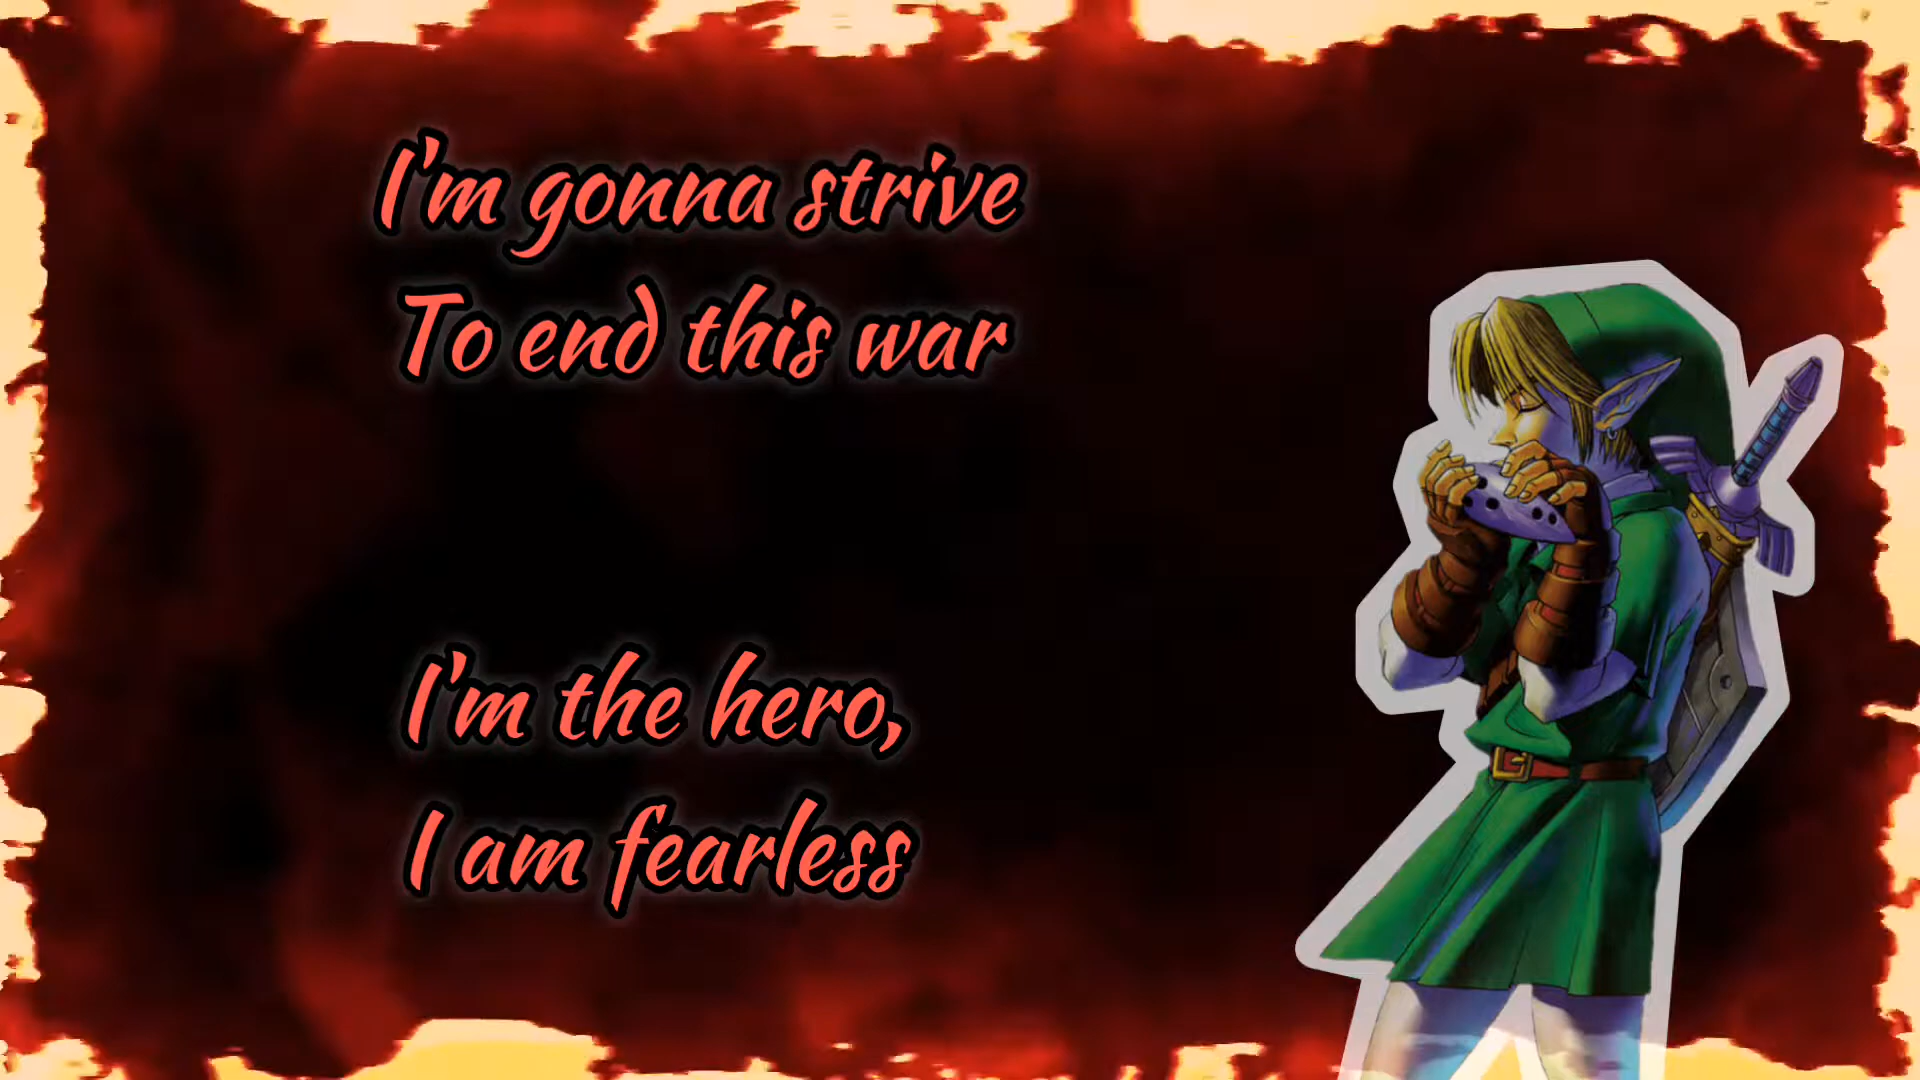 I'm gonna strive
To end this war
I'm the hero,
I am fearless